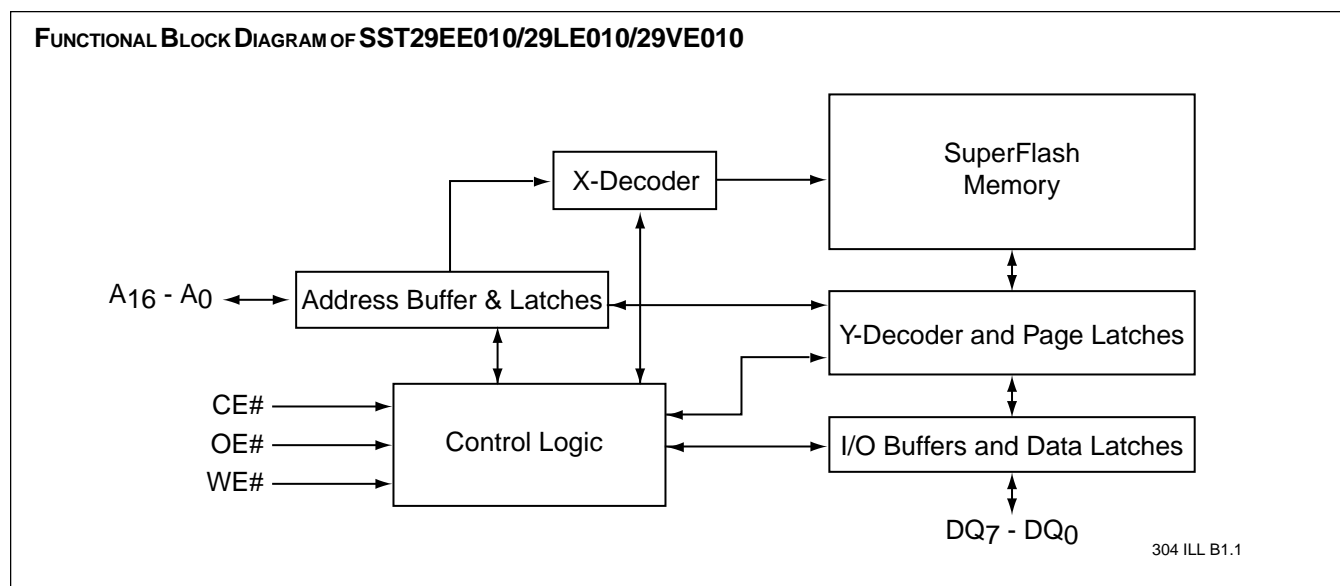 FUNCTIONAL BLOCK DIAGRAM OF SST29EE010/29LE010/29VE010
SuperFlash
Memory
X-Decoder
A16 - A0
Address Buffer & Latches
Y-Decoder and Page Latches
CE#
OE#
WE#
Control Logic
I/O Buffers and Data Latches
DQ7 - DQ0
304 ILL B1.1